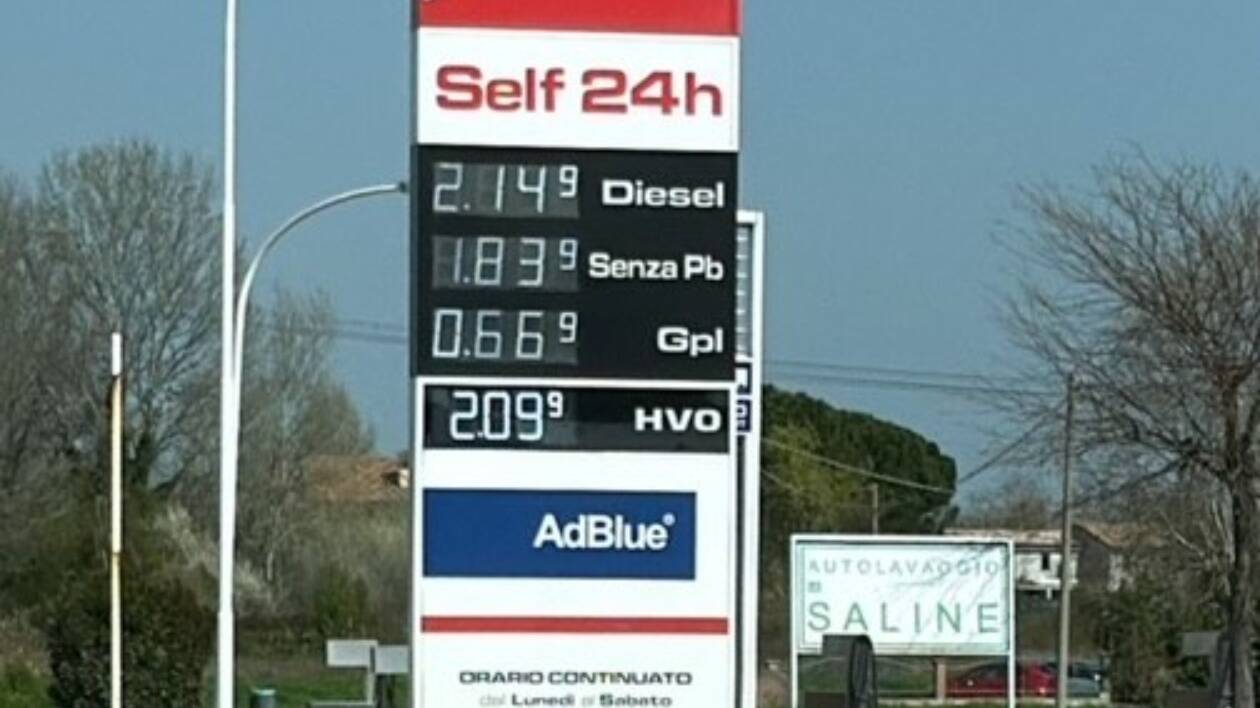 Self 24h
2.149 Diesel
1.839 Senza Pb
0.669 Gpl
2.099 HVO
AdBlue®
ORARIO CONTINUATO
dal Lunedì al Sabato
AUTOLAVAGGIO
SALINE